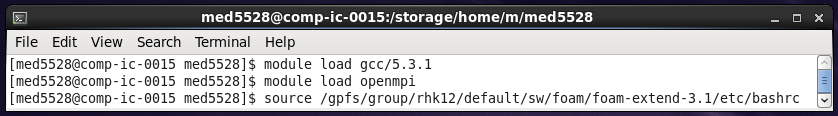 med5528@comp-ic-0015:/storage/home/m/med5528
File Edit View Search Terminal Help
[med5528@comp-ic-0015 med5528]$ module load gcc/5.3.1
[med5528@comp-ic-0015 med5528]$ module load openmpi
[med5528@comp-ic-0015 med5528]$ source /gpfs/group/rhk12/default/sw/foam/foam-extend-3.1/etc/bashrc